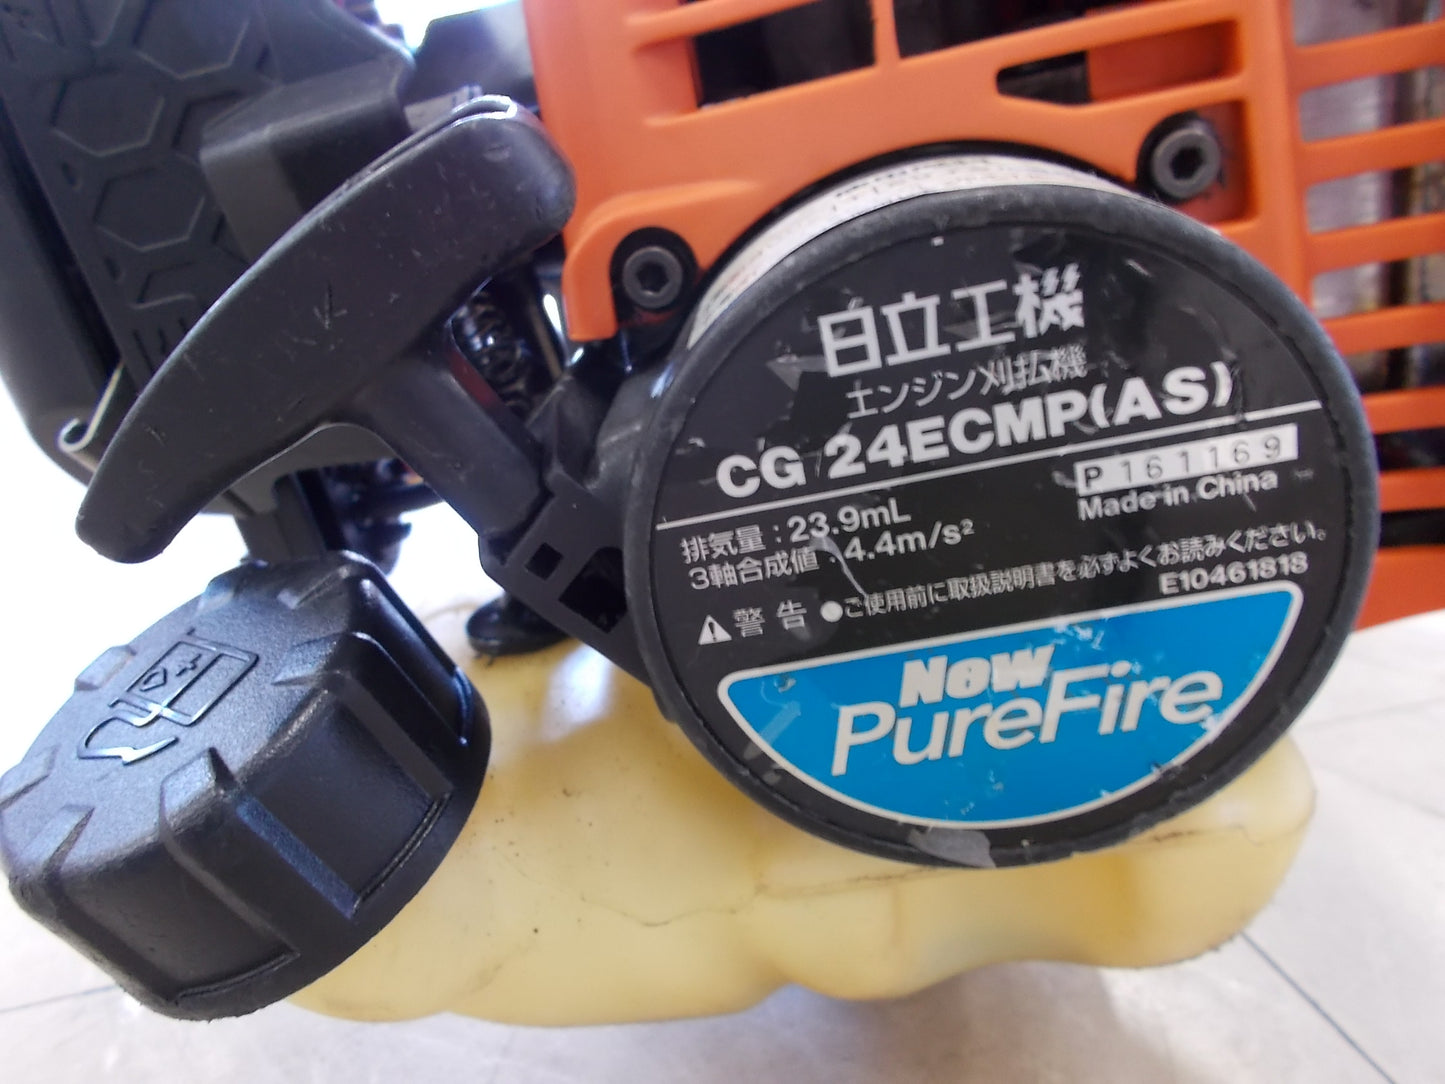 日立工機
エンジン刈払機
CG 24ECMP(AS)
P161169
Made in China
排気量：23.9mL
3軸合成値：4.4m/s²
警告 ●ご使用前に取扱説明書を必ずよくお読みください。
E10461818
New
PureFire